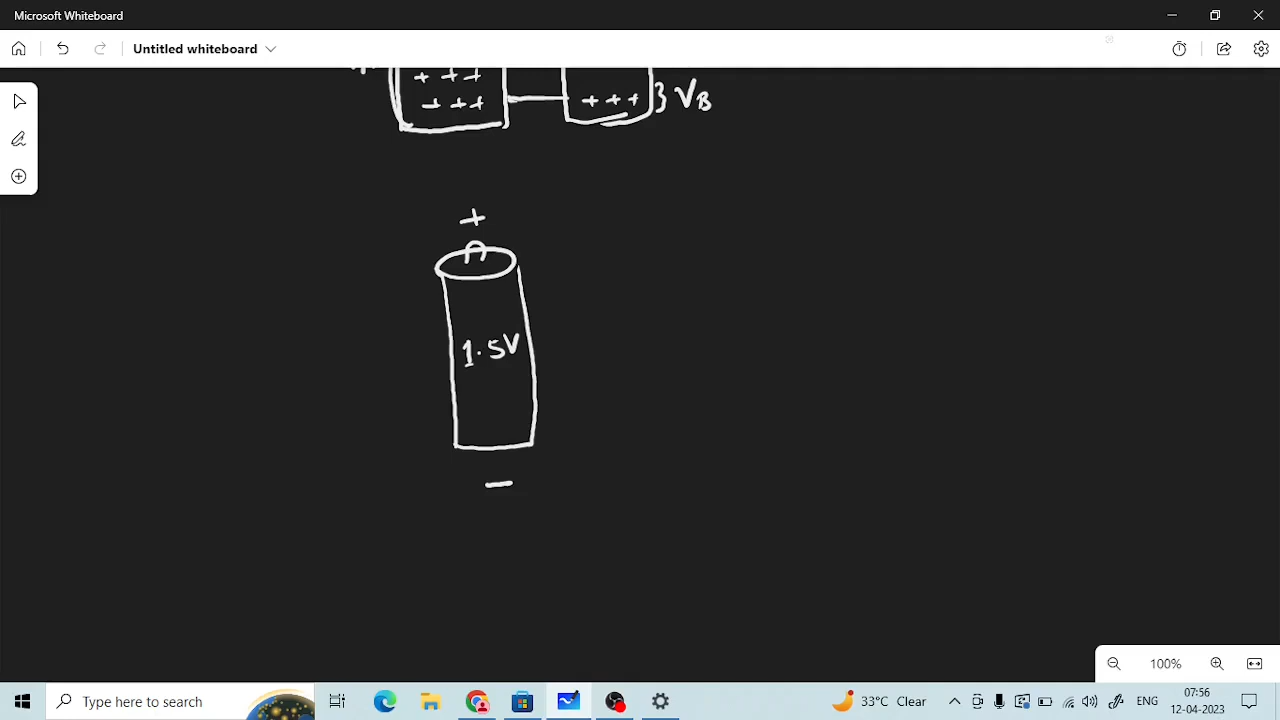 Microsoft Whiteboard
Untitled whiteboard
+ + +
+ + + + + + } VB
+
1.5V
−
100%
Type here to search
33°C Clear
ENG
07:56
12-04-2023